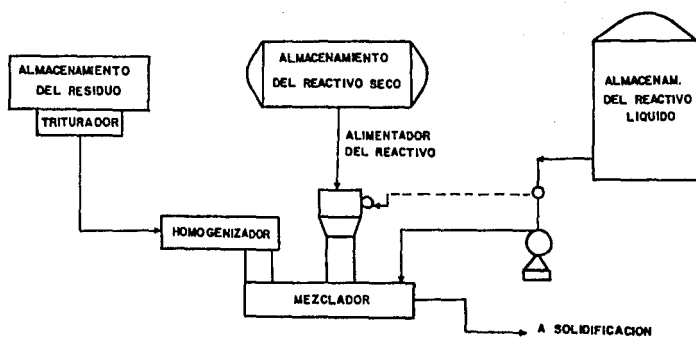 ALMACENAMIENTO
DEL RESIDUO
TRITURADOR
ALMACENAMIENTO
DEL REACTIVO SECO
ALMACENAM.
DEL REACTIVO
LIQUIDO
ALIMENTADOR
DEL REACTIVO
HOMOGENIZADOR
MEZCLADOR
A SOLIDIFICACION